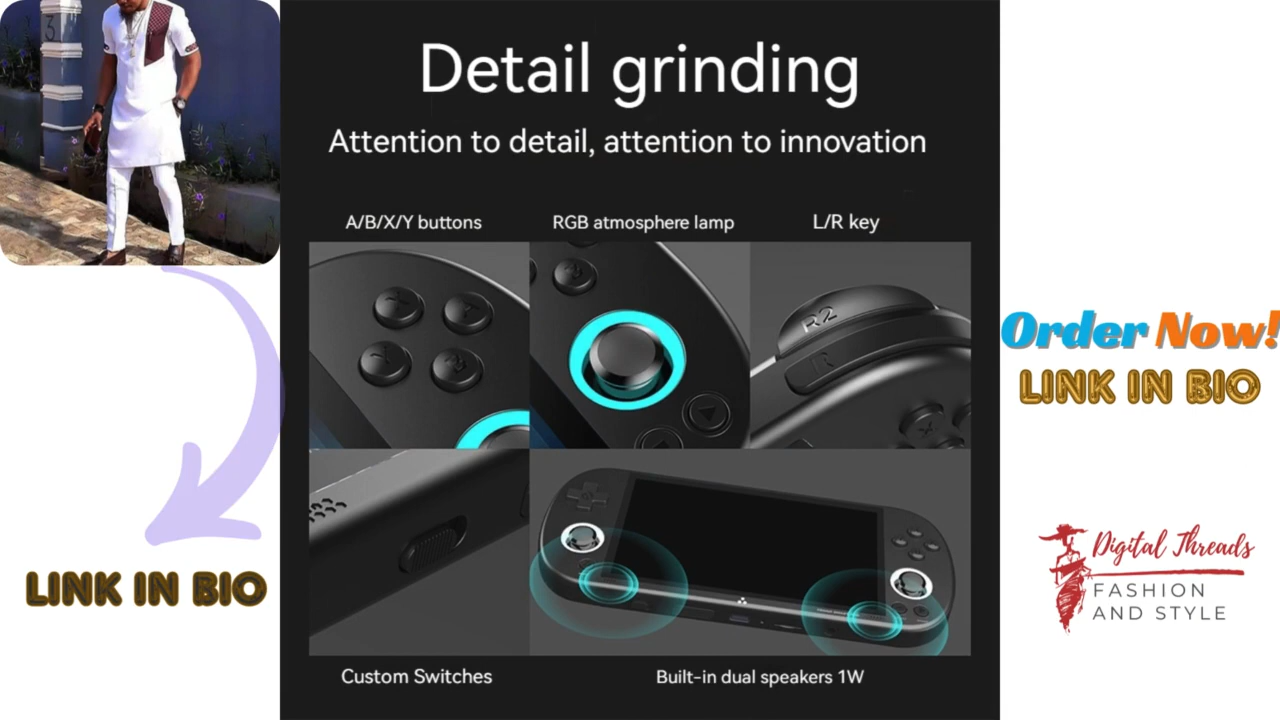 3
Detail grinding
Attention to detail, attention to innovation
A/B/X/Y buttons
RGB atmosphere lamp
L/R key
R2
Custom Switches
Built-in dual speakers 1W
LINK IN BIO
Order Now!
LINK IN BIO
Digital Threads
FASHION
AND STYLE